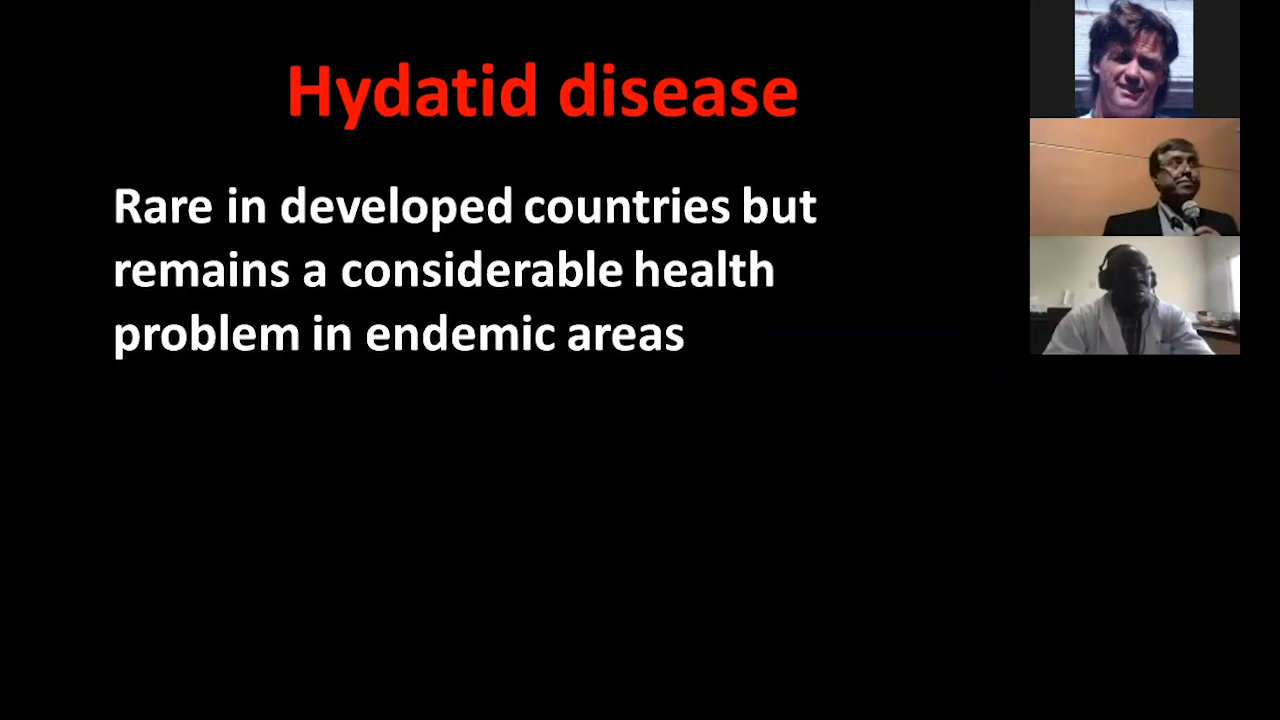 Hydatid disease
Rare in developed countries but
remains a considerable health
problem in endemic areas